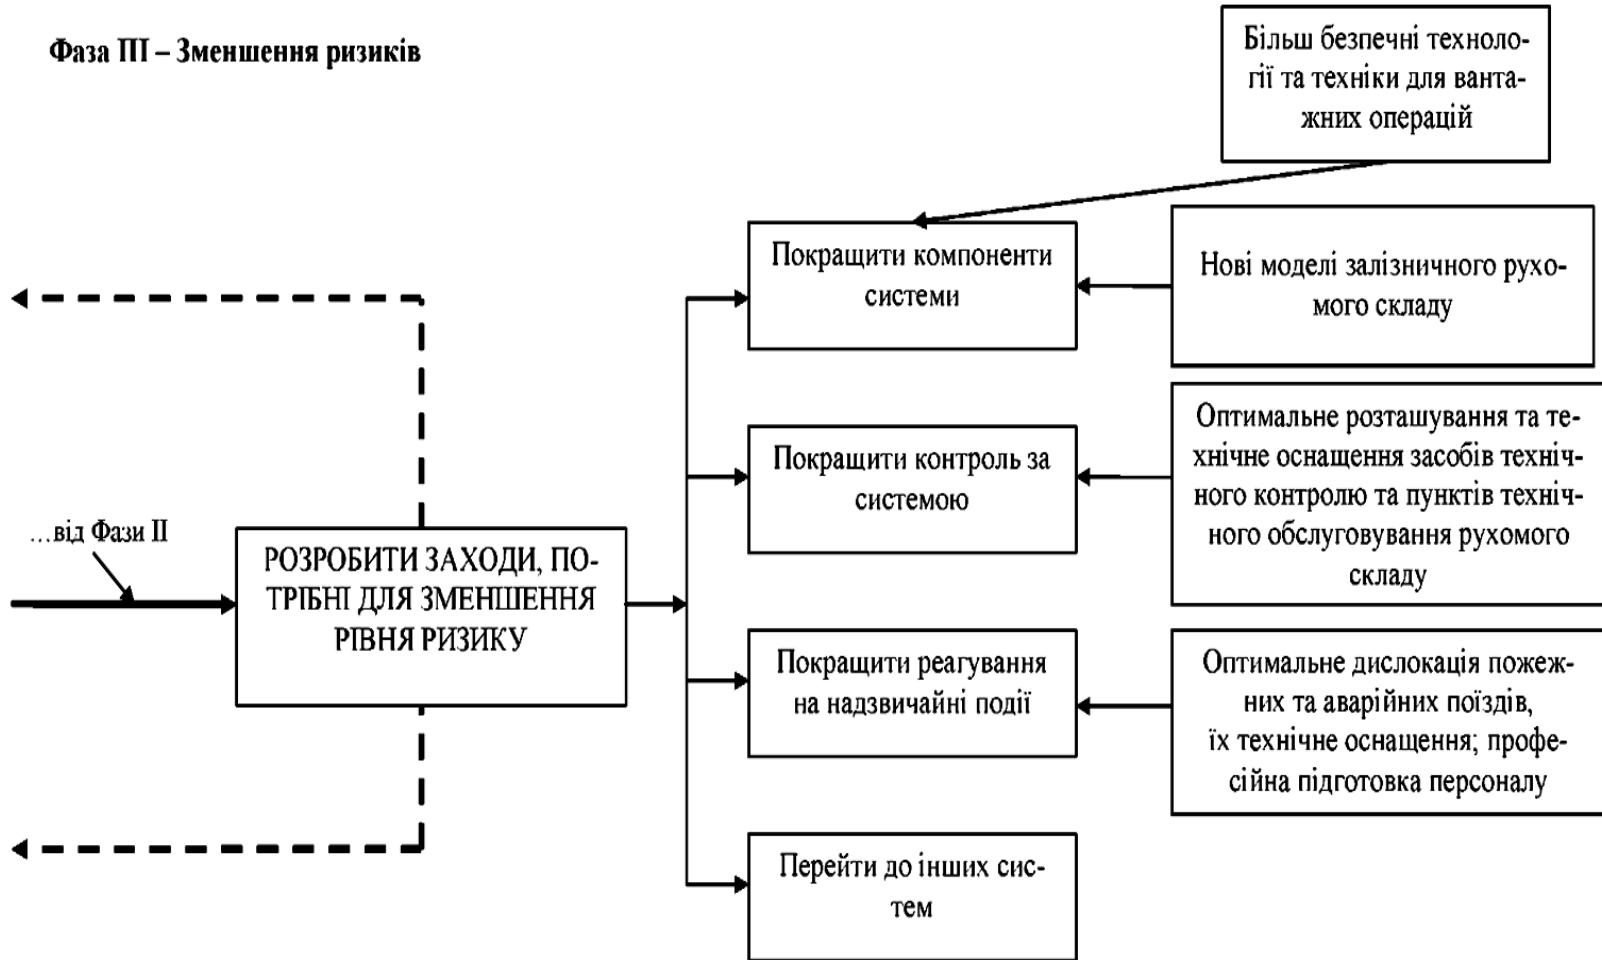 Фаза ІІІ – Зменшення ризиків
Більш безпечні техноло-
гії та техніки для ванта-
жних операцій
Покращити компоненти
системи
Нові моделі залізничного рухо-
мого складу
Покращити контроль за
системою
Оптимальне розташування та те-
хнічне оснащення засобів техніч-
ного контролю та пунктів техніч-
ного обслуговування рухомого
складу
…від Фази ІІ
РОЗРОБИТИ ЗАХОДИ, ПО-
ТРІБНІ ДЛЯ ЗМЕНШЕННЯ
РІВНЯ РИЗИКУ
Покращити реагування
на надзвичайні події
Оптимальне дислокація пожеж-
них та аварійних поїздів,
їх технічне оснащення; профе-
сійна підготовка персоналу
Перейти до інших сис-
тем